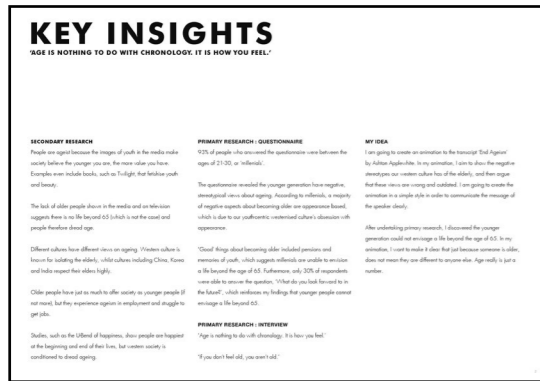 KEY INSIGHTS
'AGE IS NOTHING TO DO WITH CHRONOLOGY. IT IS HOW YOU FEEL.'
SECONDARY RESEARCH
People are ageist because the images of youth in the media make
society believe the younger you are, the more value you have.
Examples even include books, such as Twilight, that fetishise youth
and beauty.
The lack of older people shown in the media and on television
suggests there is no life beyond 65 (which is not the case) and
people therefore dread age.
Different cultures have different views on ageing. Western culture is
known for isolating the elderly, whilst cultures including China, Korea
and India respect their elders highly.
Older people have just as much to offer society as younger people (if
not more), but they experience ageism in employment and struggle to
get jobs.
Studies, such as the UBend of happiness, show people are happiest
at the beginning and end of their lives, but western society is
conditioned to dread ageing.
PRIMARY RESEARCH : QUESTIONNAIRE
93% of people who answered the questionnaire were between the
ages of 21-30, or 'millenials'.
The questionnaire revealed the younger generation have negative,
stereotypical views about ageing. According to millenials, a majority
of negative aspects about becoming older are appearance based,
which is due to our youthcentric westernised culture's obsession with
appearance.
'Good' things about becoming older included pensions and
memories of youth, which suggests millenials are unable to envision
a life beyond the age of 65. Furthermore, only 30% of respondents
were able to answer the question, 'What do you look forward to in
the future?', which reinforces my findings that younger people cannot
envisage a life beyond 65.
PRIMARY RESEARCH : INTERVIEW
'Age is nothing to do with chronology. It is how you feel.'
'If you don't feel old, you aren't old.'
MY IDEA
I am going to create an animation to the transcript 'End Ageism'
by Ashton Applewhite. In my animation, I aim to show the negative
stereotypes our western culture has of the elderly, and then argue
that these views are wrong and outdated. I am going to create the
animation in a simple style in order to communicate the message of
the speaker clearly.
After undertaking primary research, I discovered the younger
generation could not envisage a life beyond the age of 65. In my
animation, I want to make it clear that just because someone is older,
does not mean they are different to anyone else. Age really is just a
number.